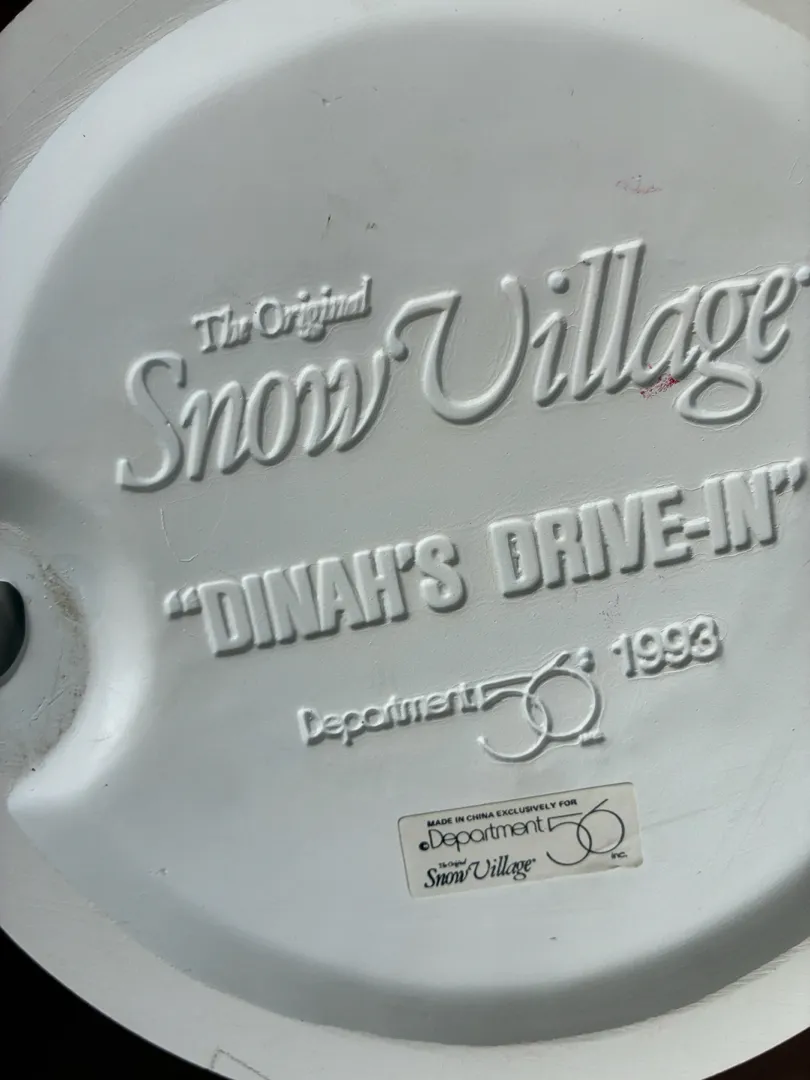 The Original
Snow Village
“DINAH'S DRIVE-IN”
Department 56® 1993
INC.
MADE IN CHINA EXCLUSIVELY FOR
©Department 56
INC.
The Original
Snow Village